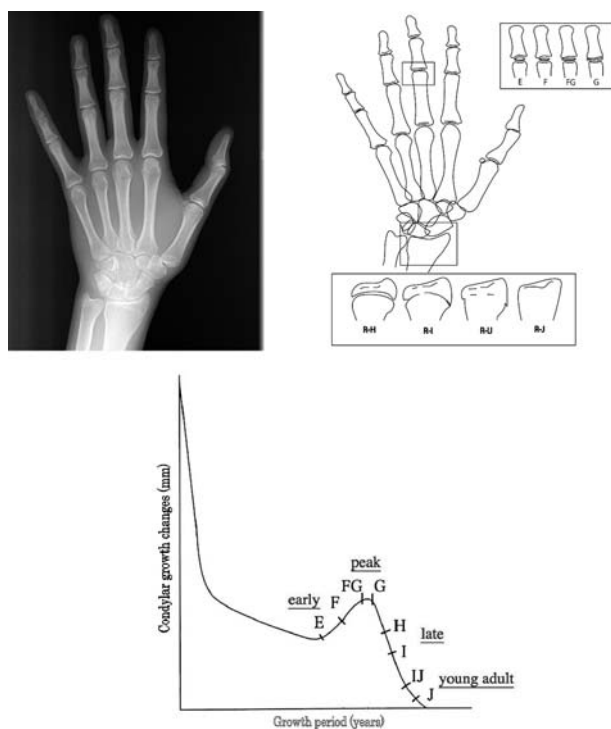 E F FG G
R-H R-I R-IJ R-J
Condylar growth changes (mm)
peak
FG G
early
F
E
H
late
I
IJ
young adult
J
Growth period (years)